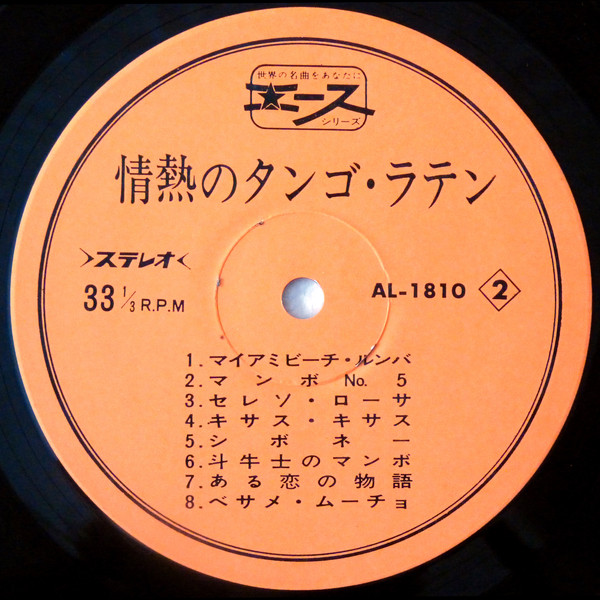 世界の名曲をあなたに
エース
シリーズ
情熱のタンゴ・ラテン
ステレオ
33 1/3 R.P.M
AL-1810 2
1.マイアミビーチ・ルンバ
2.マンボ No. 5
3.セレソ・ローサ
4.キサス・キサス
5.シボネー
6.斗牛士のマンボ
7.ある恋の物語
8.ベサメ・ムーチョ